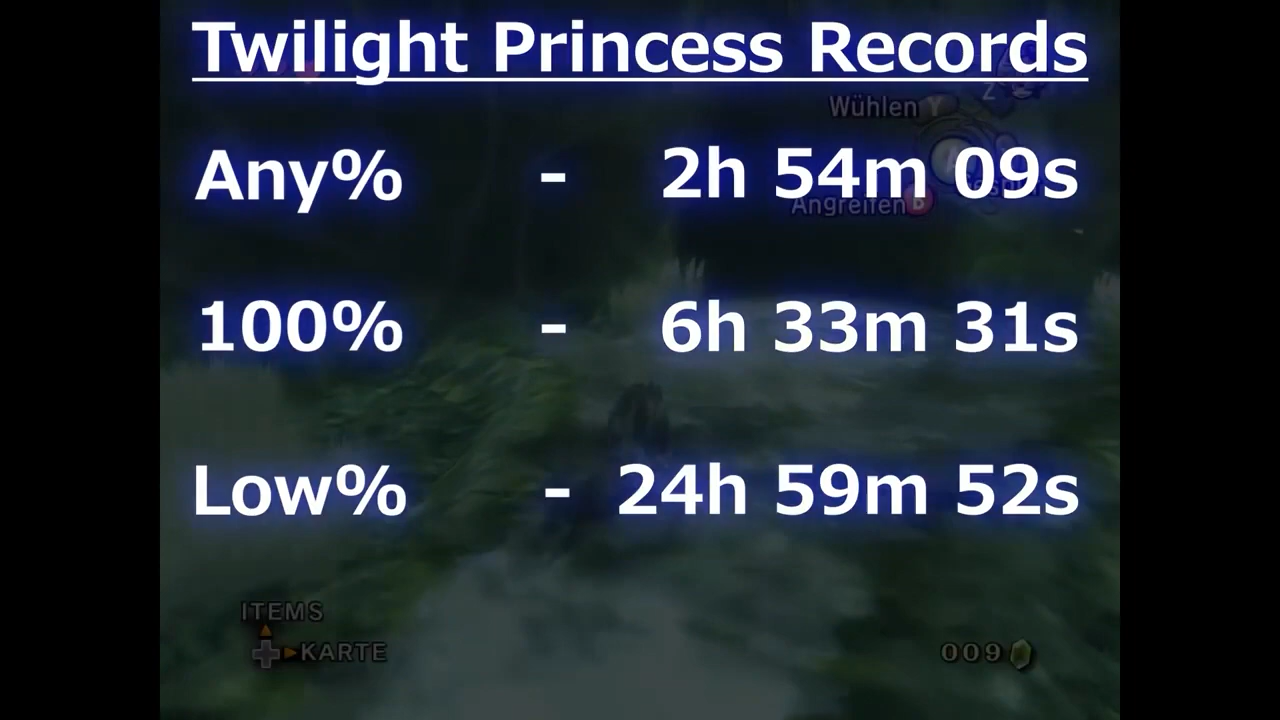 Twilight Princess Records
Z
Wühlen Y
Any% - 2h 54m 09s
Angreifen B
100% - 6h 33m 31s
Low% - 24h 59m 52s
ITEMS
KARTE
009